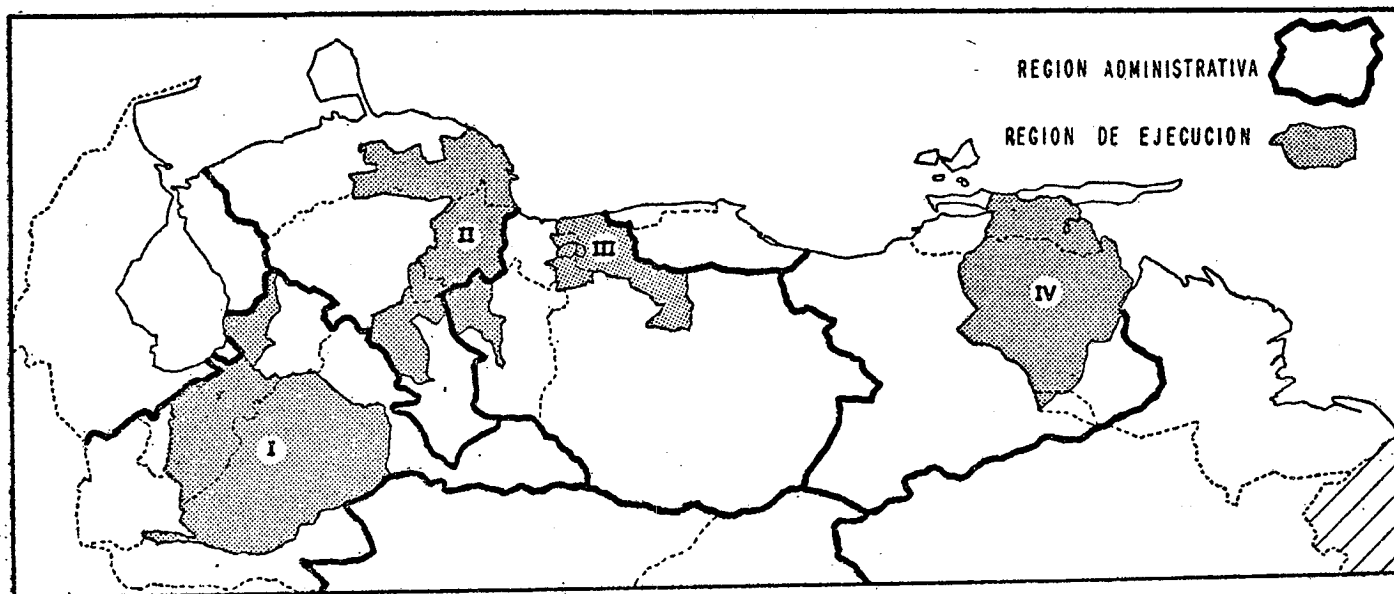 REGION ADMINISTRATIVA
REGION DE EJECUCION
II
III
IV
I